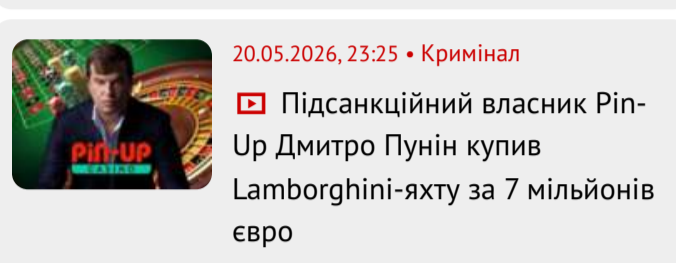 20.05.2026, 23:25 • Кримінал
Підсанкційний власник Pin-
Up Дмитро Пунін купив
Lamborghini-яхту за 7 мільйонів
євро
PiN-UP
CASINO